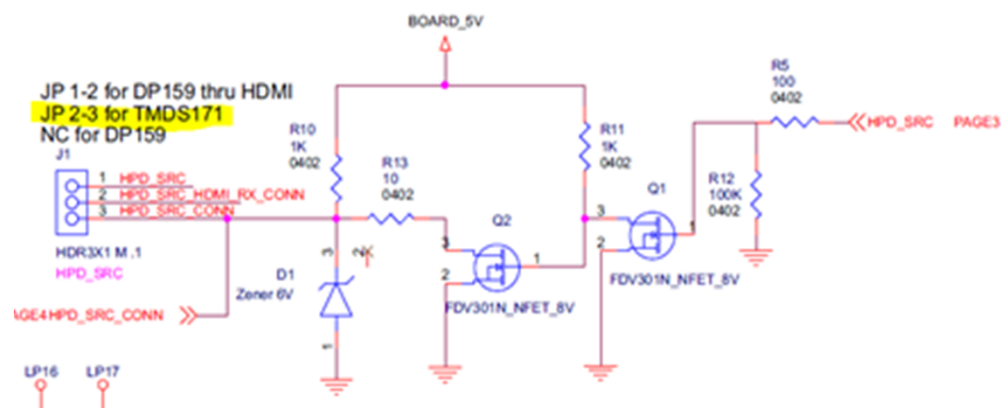 BOARD_5V
JP 1-2 for DP159 thru HDMI
JP 2-3 for TMDS171
NC for DP159
J1
1 HPD_SRC
2 HPD_SRC_HDMI_RX_CONN
3 HPD_SRC_CONN
HDR3X1 M .1
HPD_SRC
AGE4 HPD_SRC_CONN
R10
1K
0402
R13
10
0402
R11
1K
0402
R5
100
0402
HPD_SRC PAGE3
R12
100K
0402
Q1
3
2
1
FDV301N_NFET_8V
Q2
3
2
1
FDV301N_NFET_8V
D1
Zener 6V
3
2
1
LP16
LP17